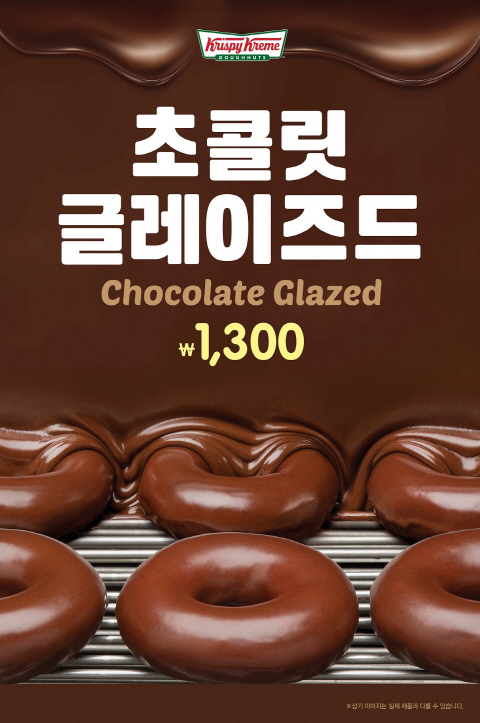 Krispy Kreme
DOUGHNUTS
초콜릿
글레이즈드
Chocolate Glazed
₩1,300
※상기 이미지는 실제 제품과 다를 수 있습니다.